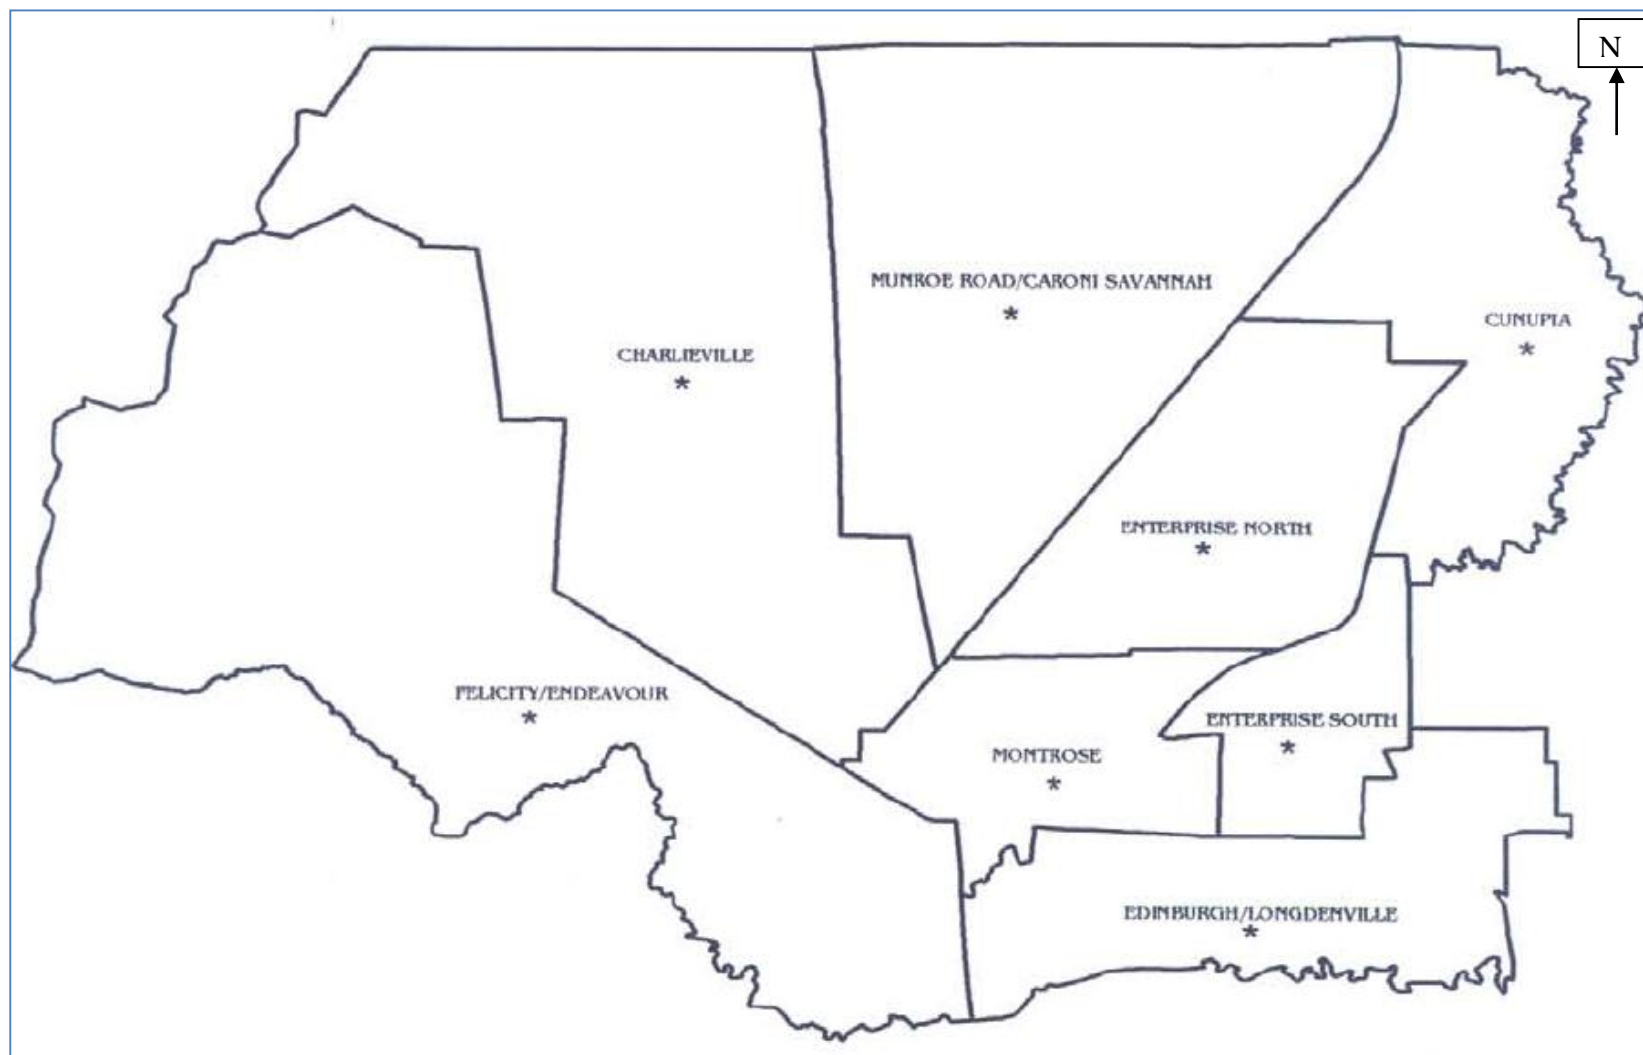 N
MUNROE ROAD/CARONI SAVANNAH
CUNUPIA
CHARLIEVILLE
ENTERPRISE NORTH
FELICITY/ENDEAVOUR
ENTERPRISE SOUTH
MONTROSE
EDINBURGH/LONGDENVILLE